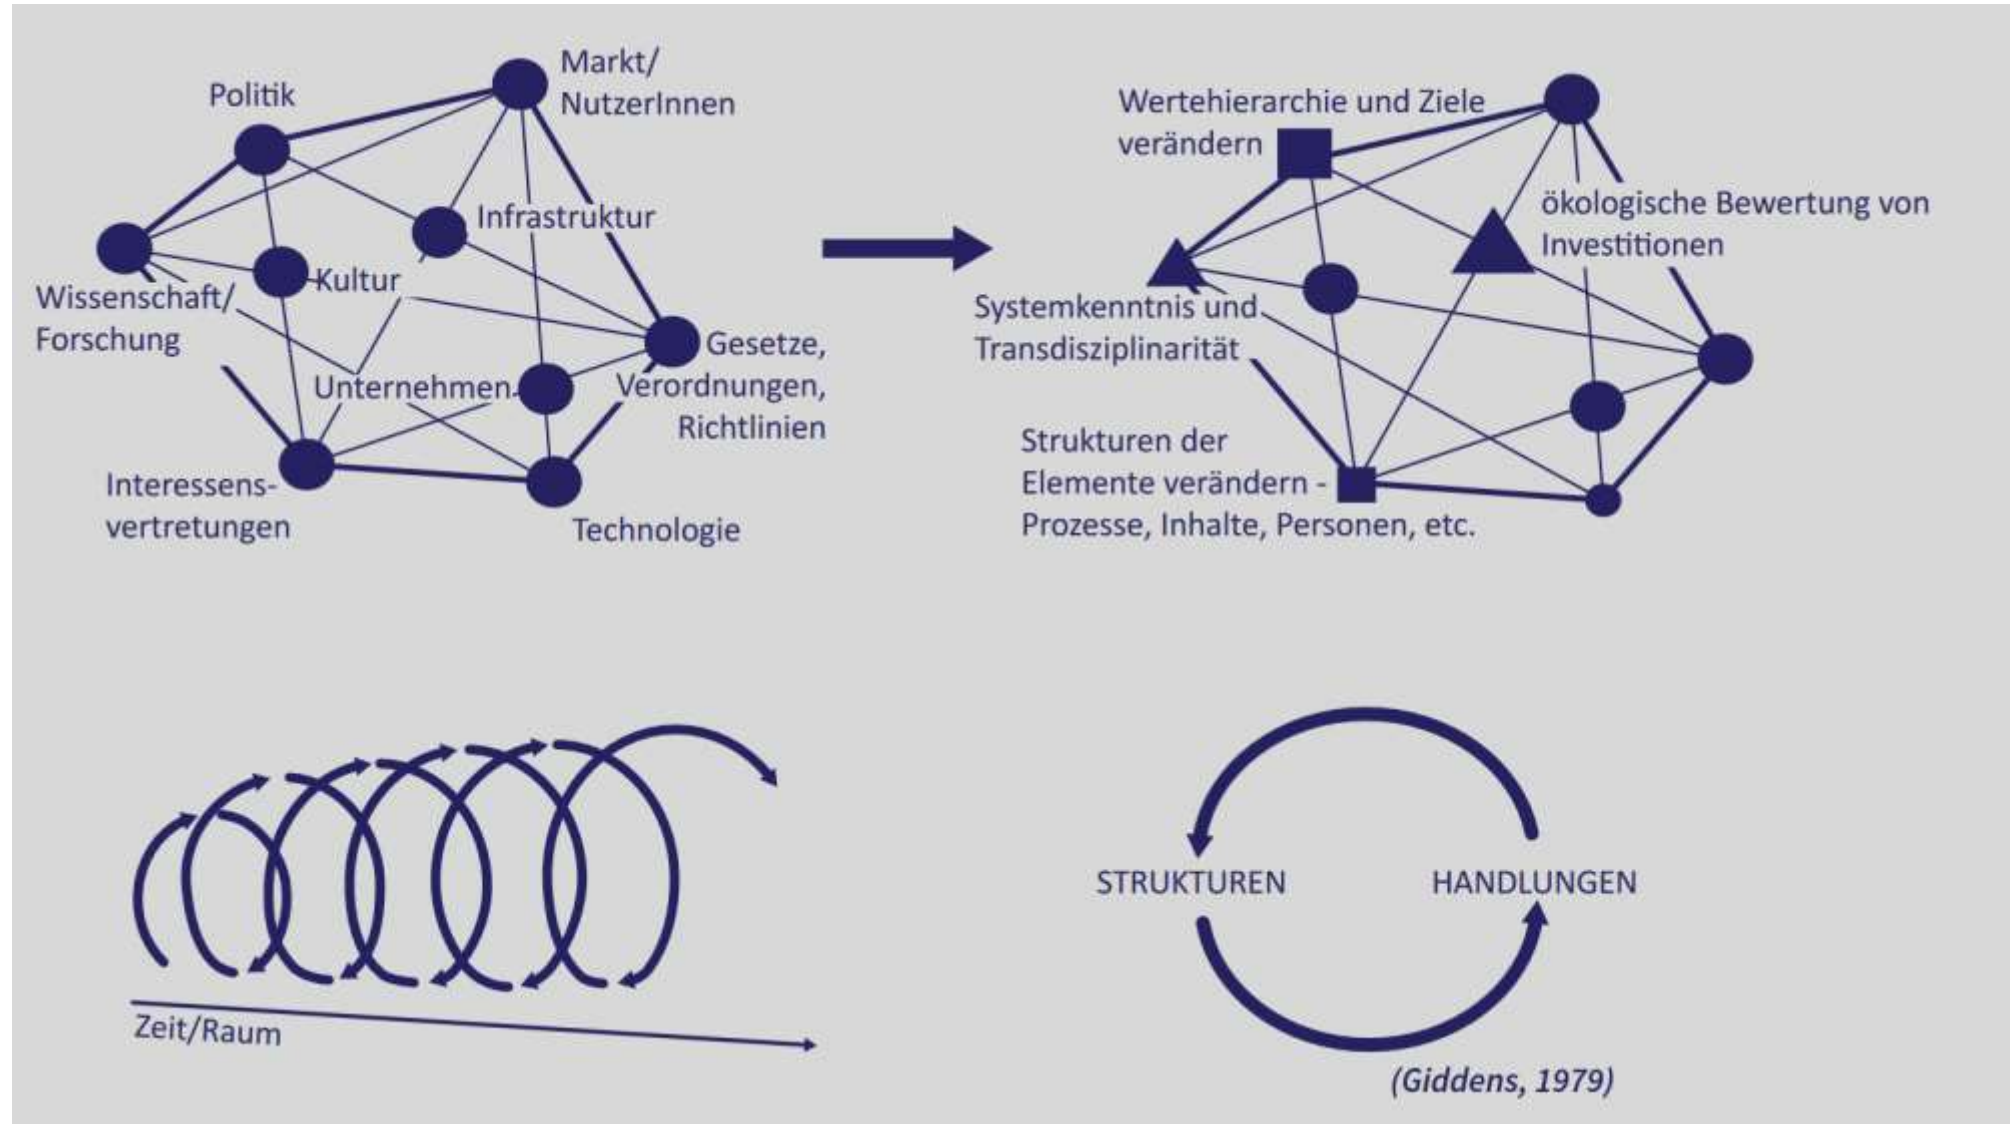 Markt/
NutzerInnen
Politik
Infrastruktur
Kultur
Wissenschaft/
Forschung
Gesetze,
Verordnungen,
Richtlinien
Unternehmen
Interessens-
vertretungen
Technologie
Wertehierarchie und Ziele
verändern
ökologische Bewertung von
Investitionen
Systemkenntnis und
Transdisziplinarität
Strukturen der
Elemente verändern -
Prozesse, Inhalte, Personen, etc.
Zeit/Raum
STRUKTUREN
HANDLUNGEN
(Giddens, 1979)